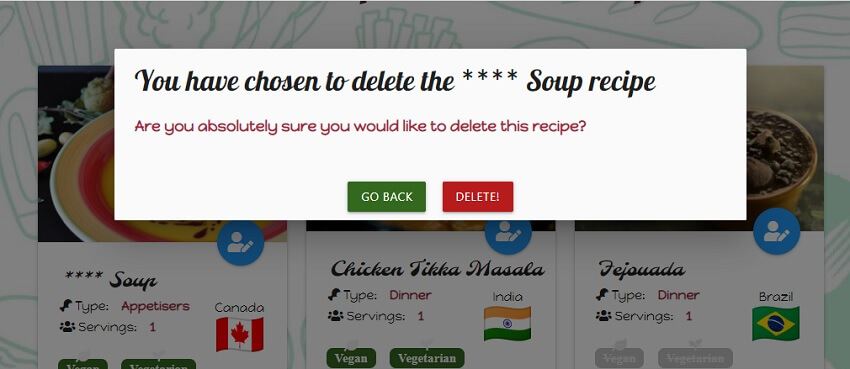 You have chosen to delete the **** Soup recipe
Are you absolutely sure you would like to delete this recipe?
GO BACK DELETE!
**** Soup Chicken Tikka Masala Fejouada
Type: Appetisers Canada Type: Dinner India Type: Dinner Brazil
Servings: 1 Servings: 1 Servings: 1
Vegan Vegetarian Vegan Vegetarian Vegan Vegetarian